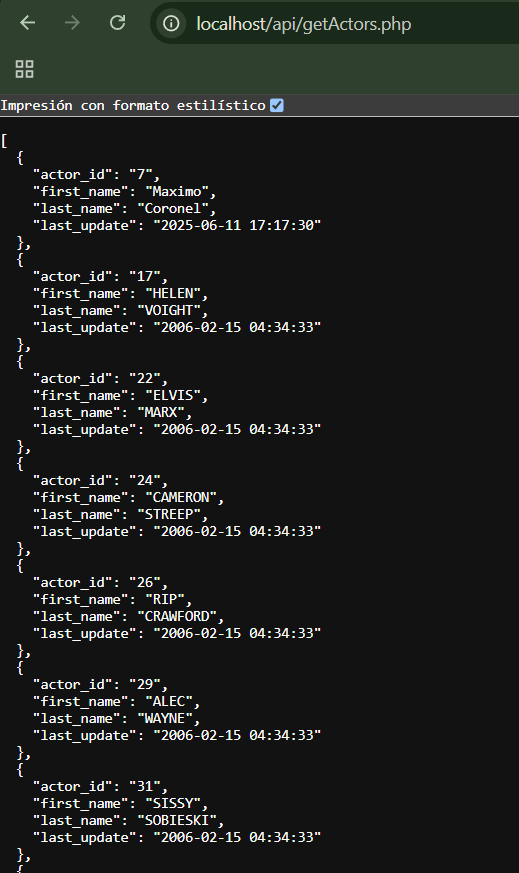 localhost/api/getActors.php
Impresión con formato estilístico
[
  {
    "actor_id": "7",
    "first_name": "Maximo",
    "last_name": "Coronel",
    "last_update": "2025-06-11 17:17:30"
  },
  {
    "actor_id": "17",
    "first_name": "HELEN",
    "last_name": "VOIGHT",
    "last_update": "2006-02-15 04:34:33"
  },
  {
    "actor_id": "22",
    "first_name": "ELVIS",
    "last_name": "MARX",
    "last_update": "2006-02-15 04:34:33"
  },
  {
    "actor_id": "24",
    "first_name": "CAMERON",
    "last_name": "STREEP",
    "last_update": "2006-02-15 04:34:33"
  },
  {
    "actor_id": "26",
    "first_name": "RIP",
    "last_name": "CRAWFORD",
    "last_update": "2006-02-15 04:34:33"
  },
  {
    "actor_id": "29",
    "first_name": "ALEC",
    "last_name": "WAYNE",
    "last_update": "2006-02-15 04:34:33"
  },
  {
    "actor_id": "31",
    "first_name": "SISSY",
    "last_name": "SOBIESKI",
    "last_update": "2006-02-15 04:34:33"
  },
  {